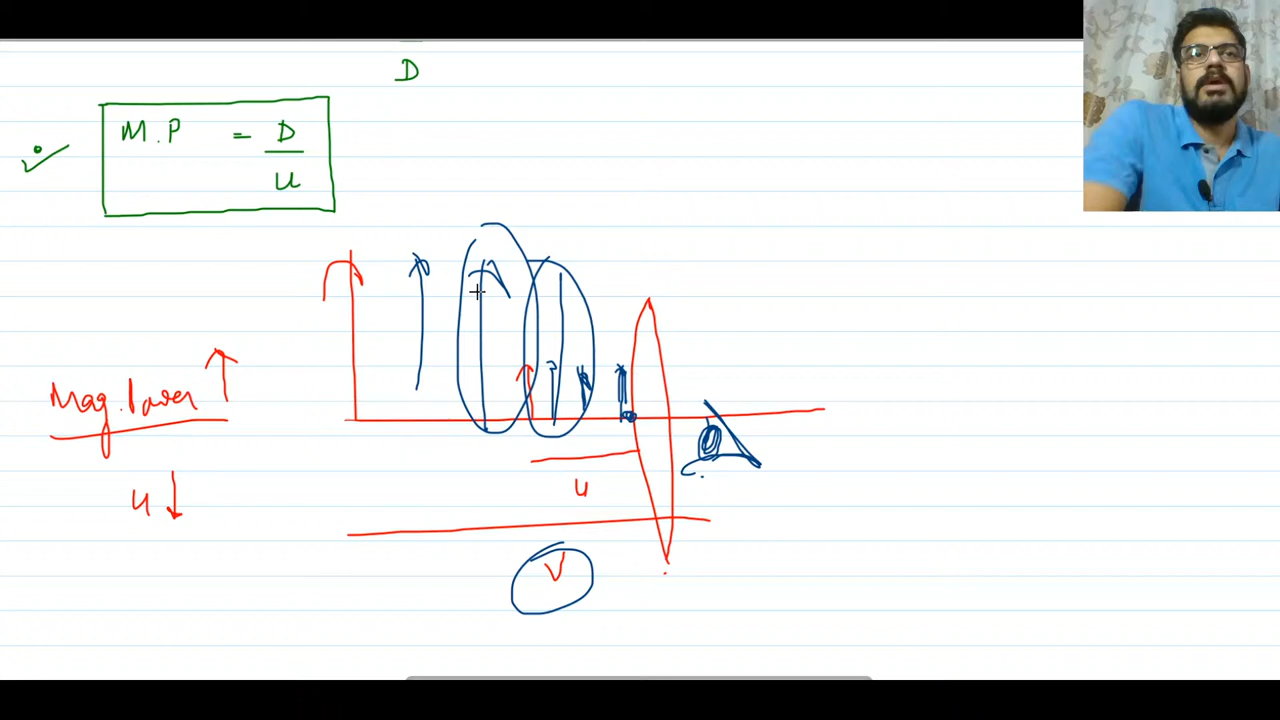 D
M.P = D
u
Mag. Power ↑
u ↓
u
V